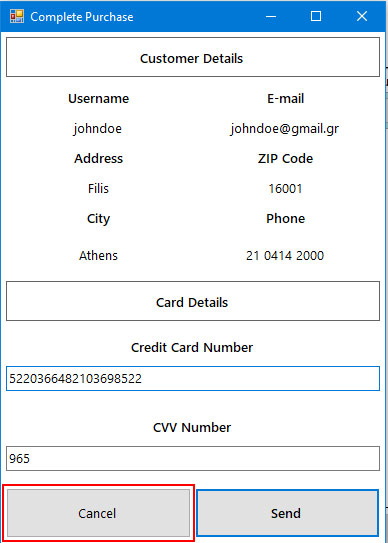 Complete Purchase
Customer Details
Username E-mail
johndoe johndoe@gmail.gr
Address ZIP Code
Filis 16001
City Phone
Athens 21 0414 2000
Card Details
Credit Card Number
5220366482103698522
CVV Number
965
Cancel Send